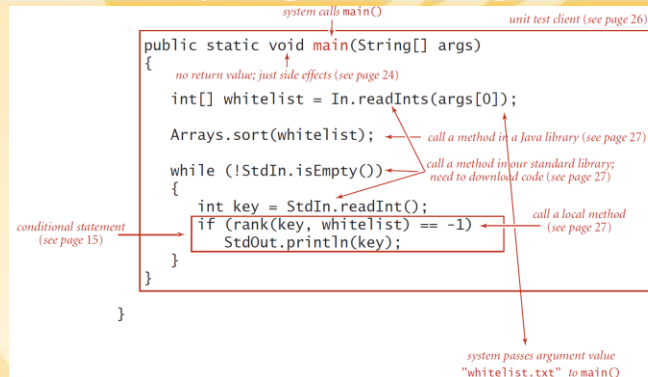 system calls main()
unit test client (see page 26)
public static void main(String[] args)
{
no return value; just side effects (see page 24)
int[] whitelist = In.readInts(args[0]);
Arrays.sort(whitelist);
call a method in a Java library (see page 27)
while (!StdIn.isEmpty())
call a method in our standard library;
need to download code (see page 27)
{
int key = StdIn.readInt();
conditional statement
(see page 15)
if (rank(key, whitelist) == -1)
StdOut.println(key);
call a local method
(see page 27)
}
}
}
system passes argument value
"whitelist.txt" to main()